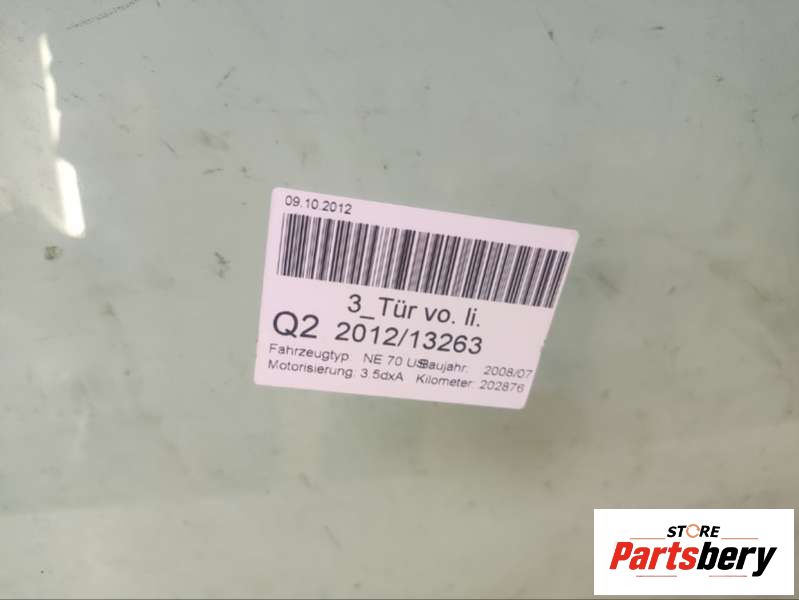 09.10.2012
3_Tür vo. li.
Q2 2012/13263
Fahrzeugtyp: NE 70 US Baujahr: 2008/07
Motorisierung: 3.5dxA Kilometer: 202876
STORE
Partsbery